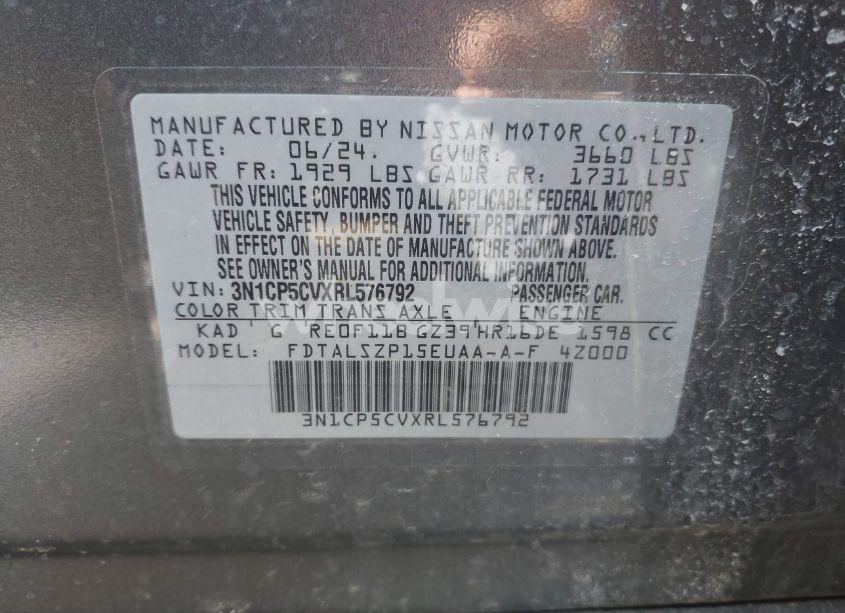 MANUFACTURED BY NISSAN MOTOR CO., LTD.
DATE: 06/24. GVWR: 3660 LBS
GAWR FR: 1929 LBS GAWR RR: 1731 LBS
THIS VEHICLE CONFORMS TO ALL APPLICABLE FEDERAL MOTOR
VEHICLE SAFETY, BUMPER AND THEFT PREVENTION STANDARDS
IN EFFECT ON THE DATE OF MANUFACTURE SHOWN ABOVE.
SEE OWNER'S MANUAL FOR ADDITIONAL INFORMATION.
VIN: 3N1CP5CVXRL576792 PASSENGER CAR.
COLOR TRIM TRANS AXLE ENGINE
KAD G RE0F11B GZ39 HR16DE 1598 CC
MODEL: FDTALSZP15EUAA-A-F 4Z000
3N1CP5CVXRL576792